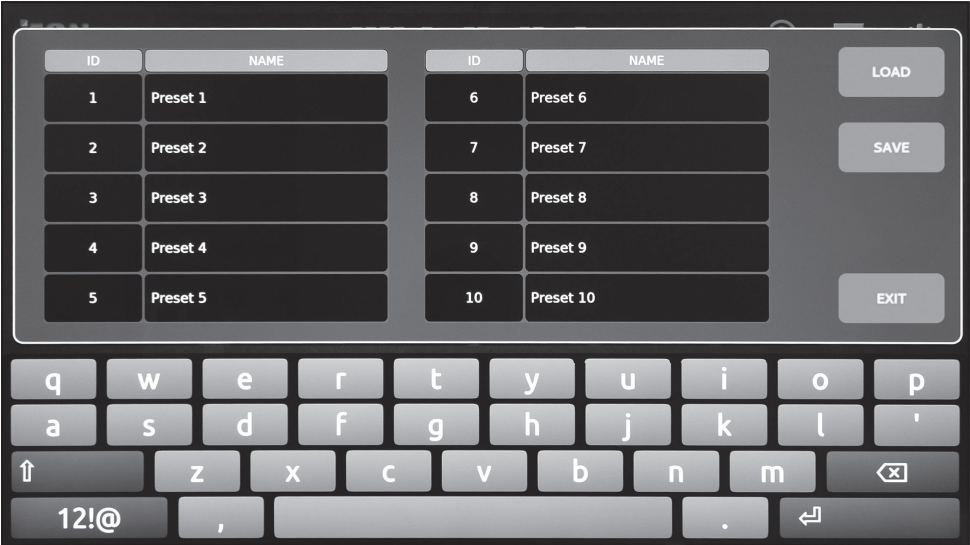 ID NAME ID NAME LOAD
1 Preset 1 6 Preset 6
2 Preset 2 7 Preset 7 SAVE
3 Preset 3 8 Preset 8
4 Preset 4 9 Preset 9
5 Preset 5 10 Preset 10 EXIT
q w e r t y u i o p
a s d f g h j k l '
z x c v b n m
12!@ , .